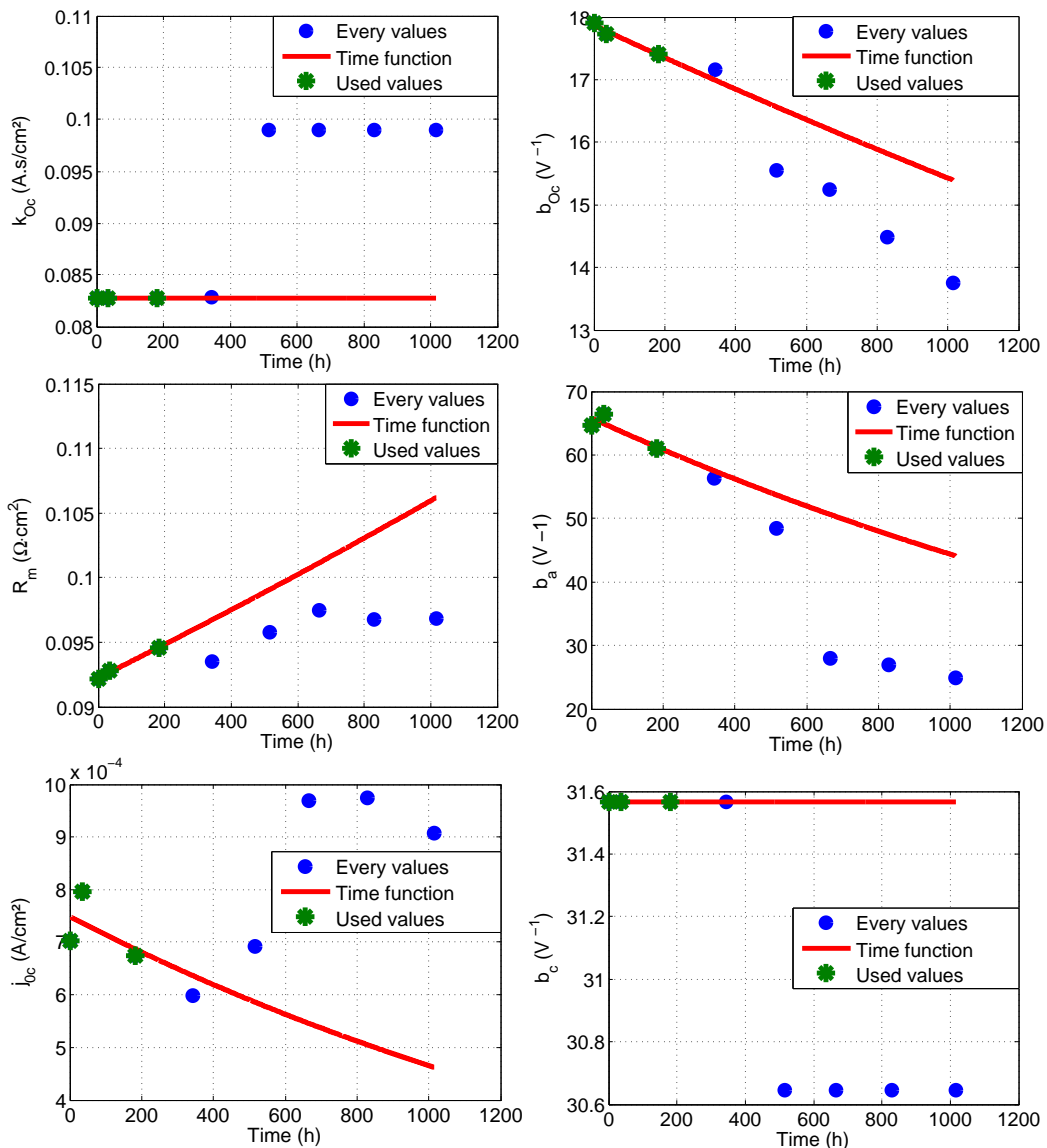 0.11
0.105
0.1
0.095
0.09
0.085
0.08
k_Oc (A.s/cm²)
Every values
Time function
Used values
0 200 400 600 800 1000 1200
Time (h)
18
17
16
15
14
13
b_Oc (V⁻¹)
Every values
Time function
Used values
0 200 400 600 800 1000 1200
Time (h)
0.115
0.11
0.105
0.1
0.095
0.09
R_m (Ω·cm²)
Every values
Time function
Used values
0 200 400 600 800 1000 1200
Time (h)
70
60
50
40
30
20
b_a (V−1)
Every values
Time function
Used values
0 200 400 600 800 1000 1200
Time (h)
x 10⁻⁴
10
9
8
7
6
5
4
j_0c (A/cm²)
Every values
Time function
Used values
0 200 400 600 800 1000 1200
Time (h)
31.6
31.4
31.2
31
30.8
30.6
b_c (V⁻¹)
Every values
Time function
Used values
0 200 400 600 800 1000 1200
Time (h)